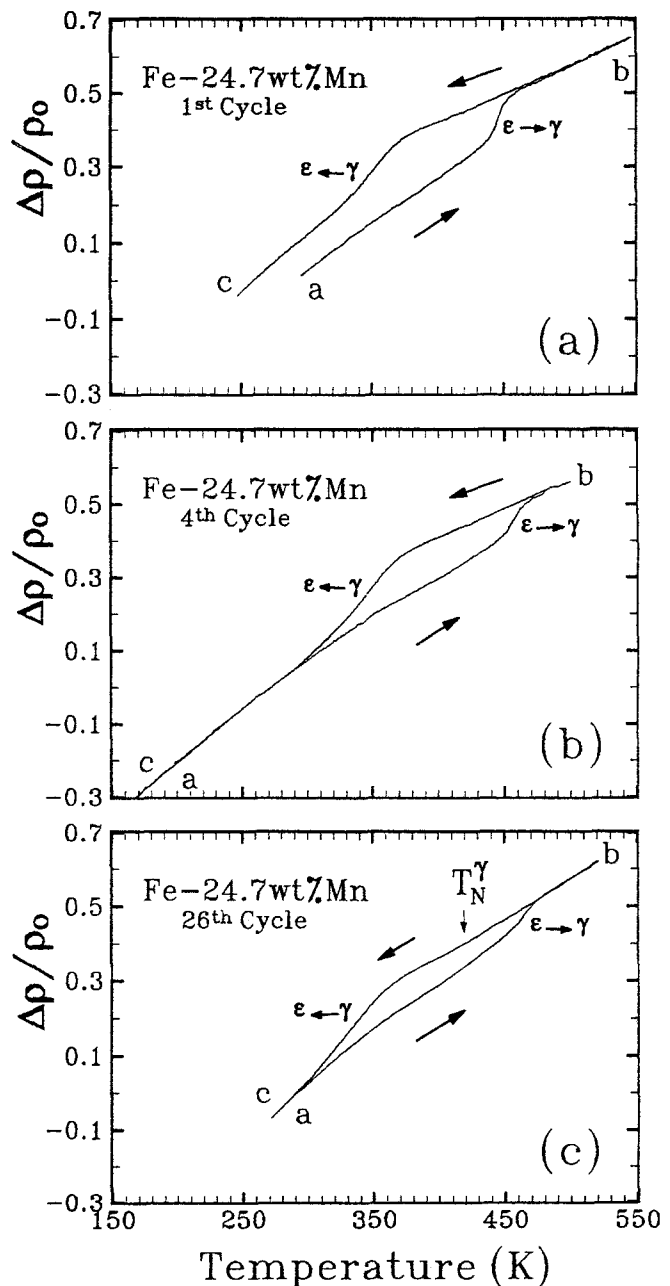 0.7
0.5
0.3
0.1
−0.1
−0.3
Δρ/ρo
Fe−24.7wt%Mn
1st Cycle
b
ε→γ
ε←γ
c
a
(a)
0.7
0.5
0.3
0.1
−0.1
−0.3
Δρ/ρo
Fe−24.7wt%Mn
4th Cycle
b
ε→γ
ε←γ
c
a
(b)
0.7
0.5
0.3
0.1
−0.1
−0.3
Δρ/ρo
Fe−24.7wt%Mn
26th Cycle
T_N^γ
b
ε→γ
ε←γ
c
a
(c)
150 250 350 450 550
Temperature (K)